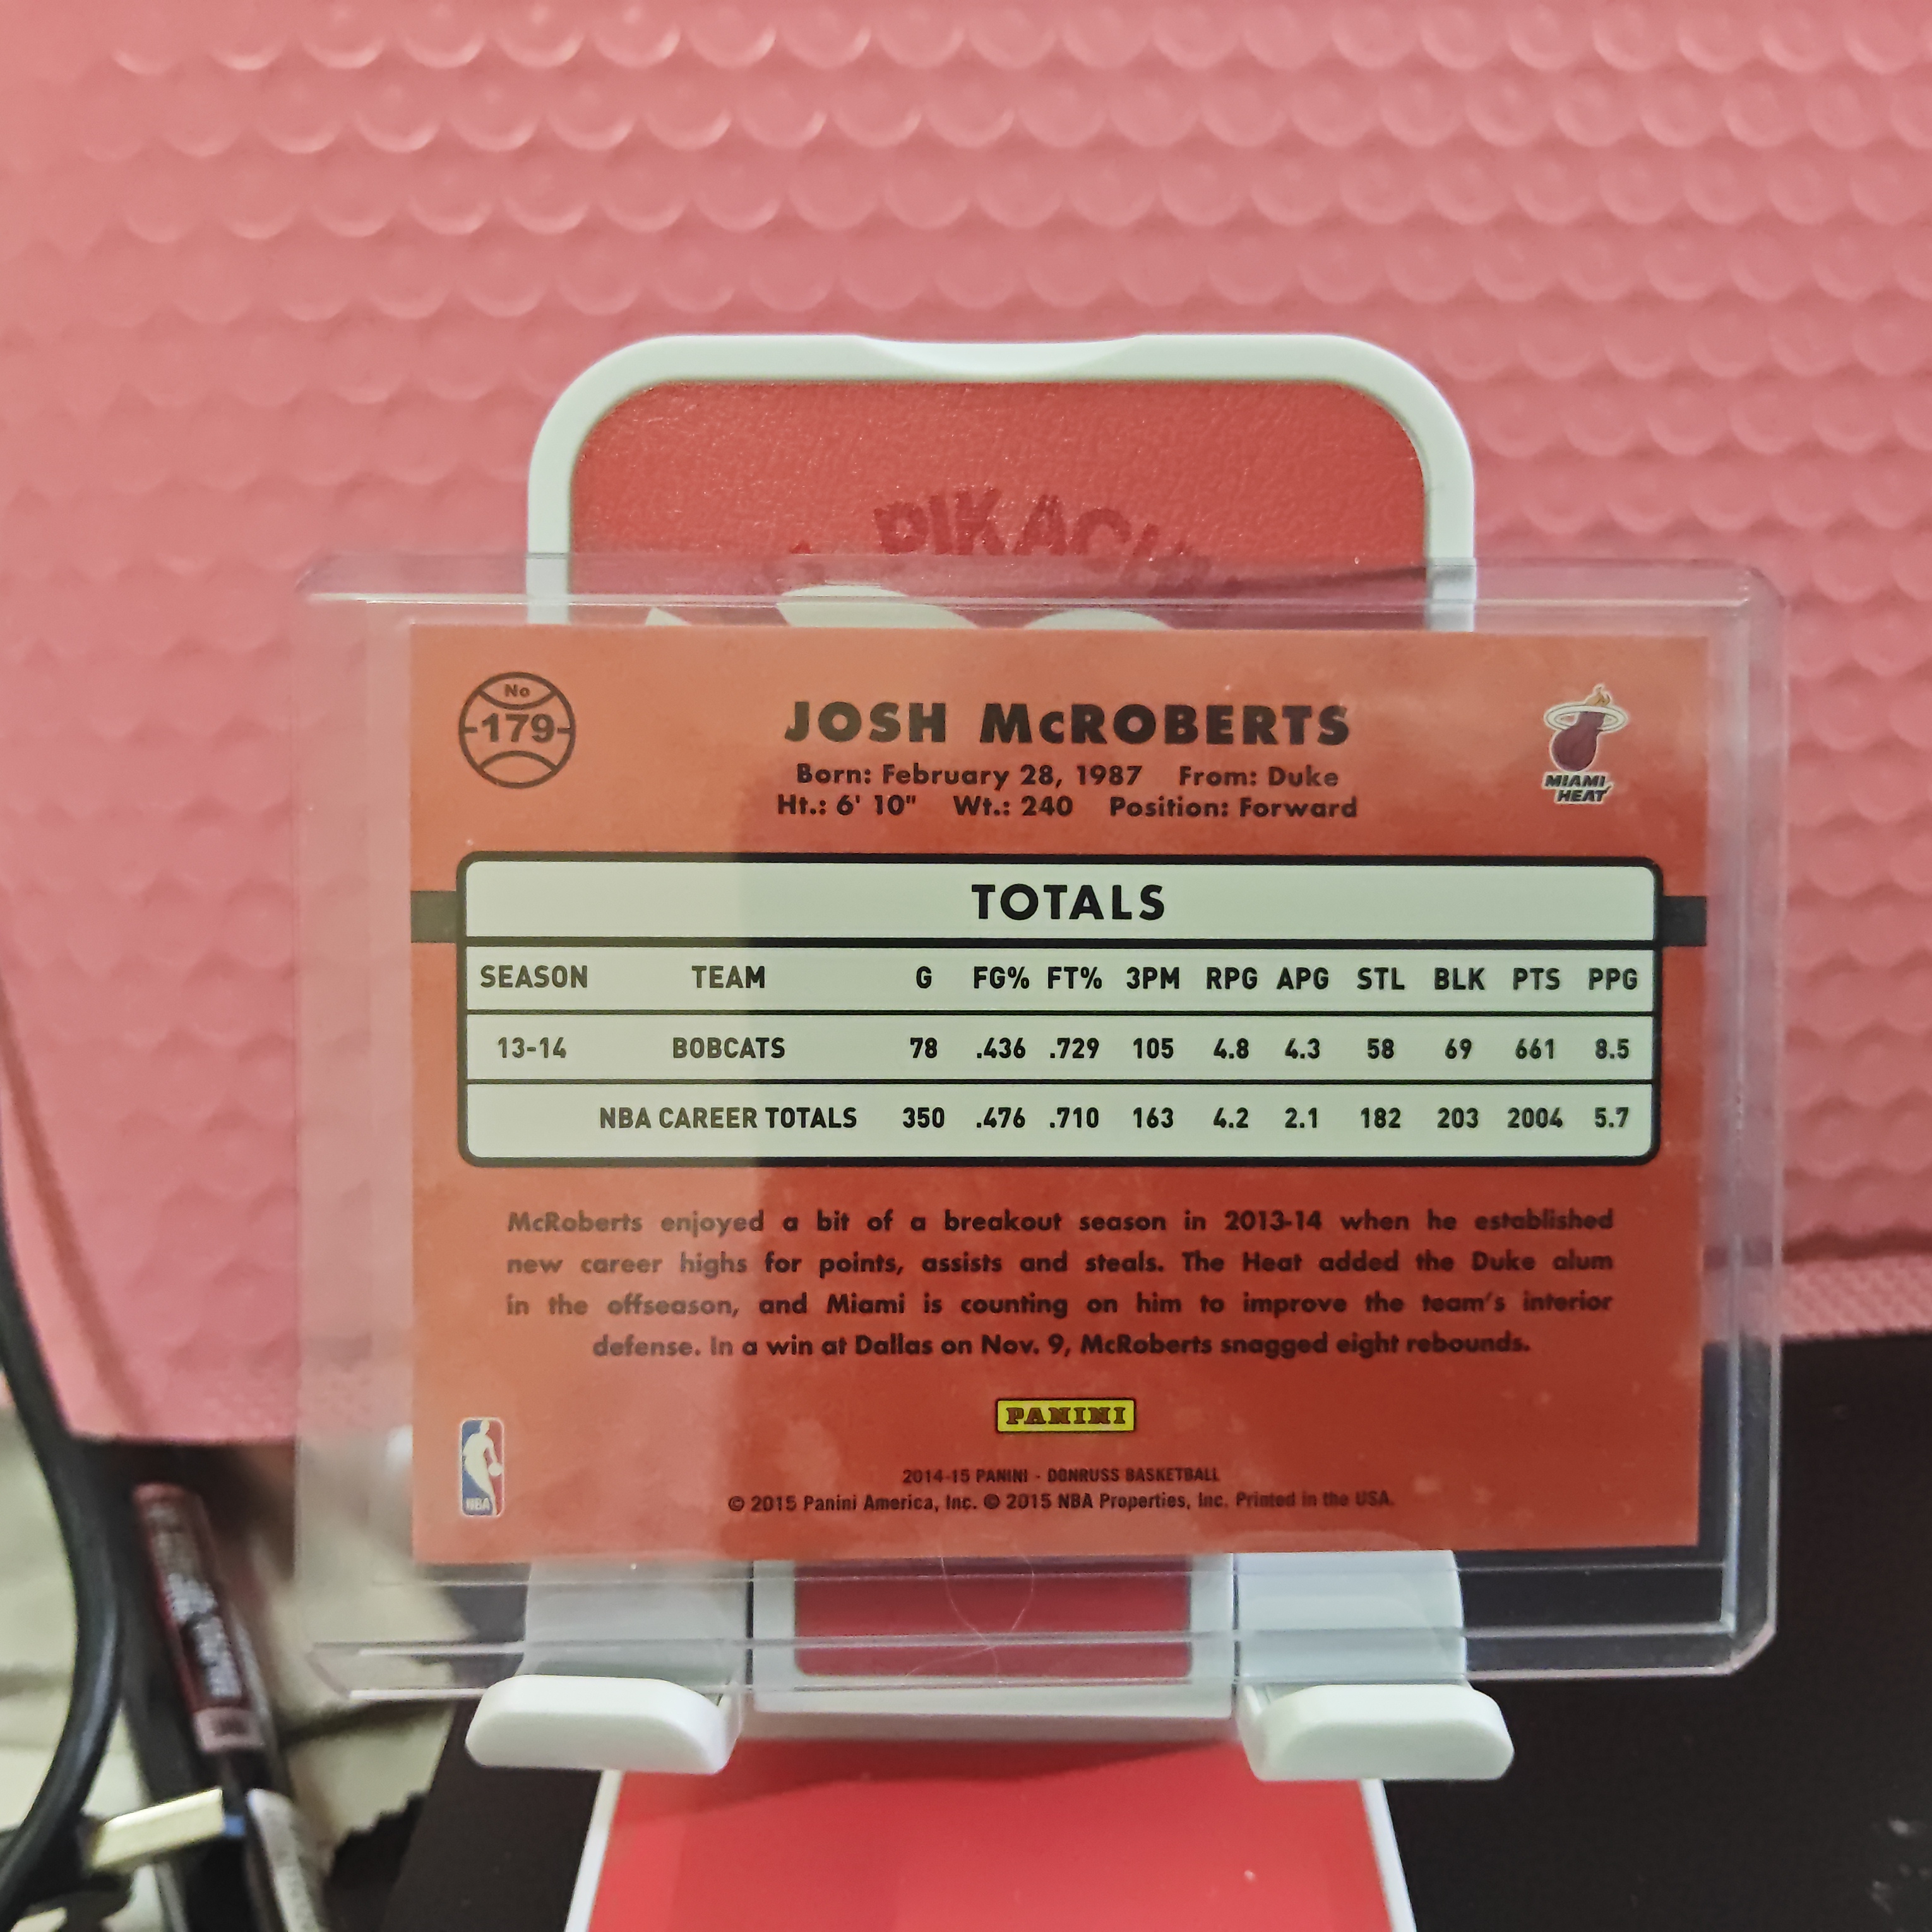 PIKACH
No
179
JOSH McROBERTS
Born: February 28, 1987 From: Duke
Ht.: 6' 10" Wt.: 240 Position: Forward
MIAMI
HEAT
TOTALS
SEASON TEAM G FG% FT% 3PM RPG APG STL BLK PTS PPG
13-14 BOBCATS 78 .436 .729 105 4.8 4.3 58 69 661 8.5
NBA CAREER TOTALS 350 .476 .710 163 4.2 2.1 182 203 2004 5.7
McRoberts enjoyed a bit of a breakout season in 2013-14 when he established
new career highs for points, assists and steals. The Heat added the Duke alum
in the offseason, and Miami is counting on him to improve the team's interior
defense. In a win at Dallas on Nov. 9, McRoberts snagged eight rebounds.
PANINI
NBA
2014-15 PANINI - DONRUSS BASKETBALL
© 2015 Panini America, Inc. © 2015 NBA Properties, Inc. Printed in the USA.